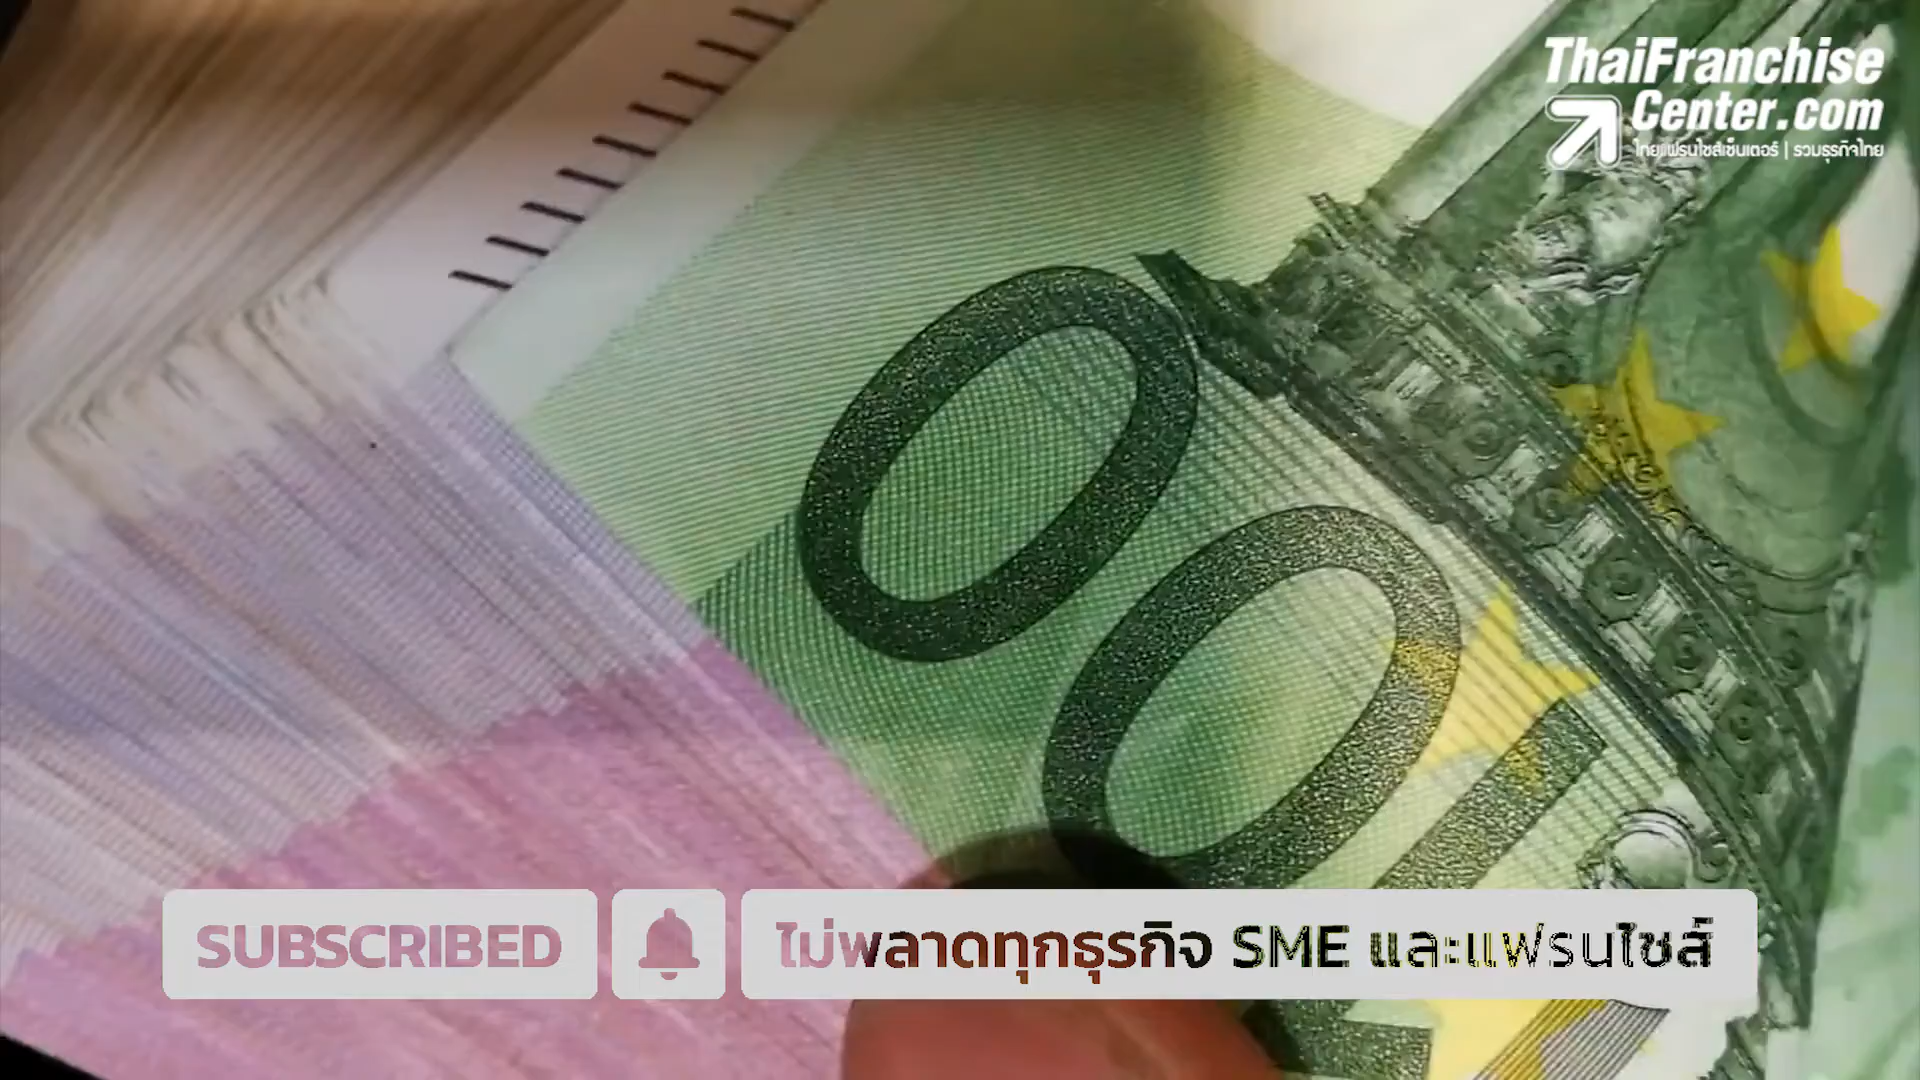 ThaiFranchise
Center.com
ไทยแฟรนไชส์เซ็นเตอร์ | รวมธุรกิจไทย
100
SUBSCRIBED
ไม่พลาดทุกธุรกิจ SME และแฟรนไชส์